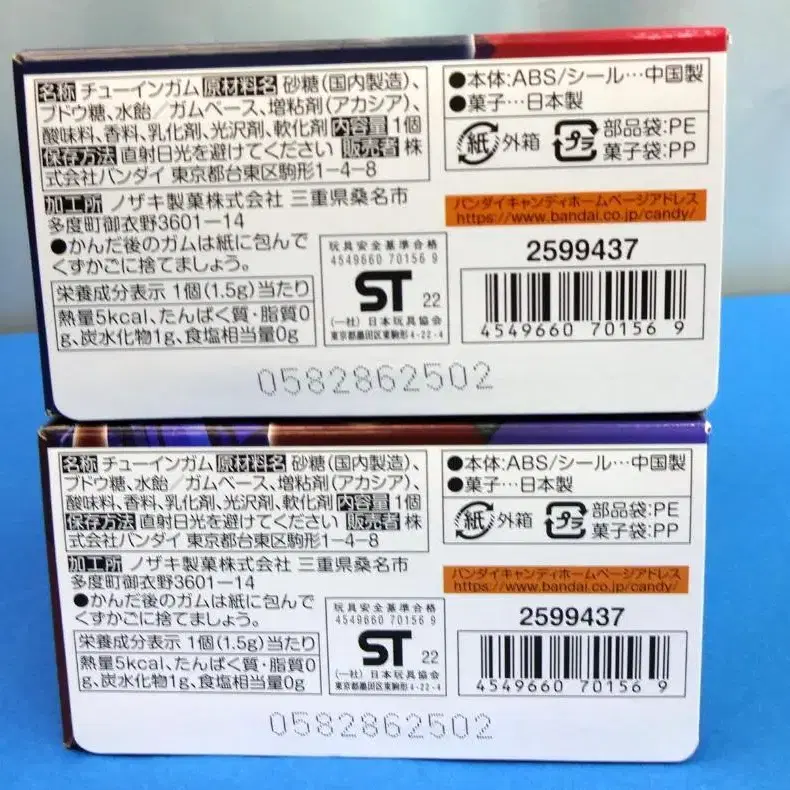 名称 チューインガム 原材料名 砂糖(国内製造)、
ブドウ糖、水飴/ガムベース、増粘剤(アカシア)、
酸味料、香料、乳化剤、光沢剤、軟化剤 内容量 1個
保存方法 直射日光を避けてください 販売者 株
式会社バンダイ 東京都台東区駒形1-4-8
加工所 ノザキ製菓株式会社 三重県桑名市
多度町御衣野3601-14
●かんだ後のガムは紙に包んで
くずかごに捨てましょう。
栄養成分表示 1個(1.5g)当たり
熱量5kcal、たんぱく質・脂質0
g、炭水化物1g、食塩相当量0g
玩具安全基準合格
4549660 70156 9
ST 22
(一社)日本玩具協会
東京都墨田区東駒形4-22-4
●本体:ABS/シール…中国製
●菓子…日本製
紙 外箱
プラ 部品袋:PE
菓子袋:PP
バンダイキャンディホームページアドレス
https://www.bandai.co.jp/candy/
2599437
4549660 701569
0582862502
名称 チューインガム 原材料名 砂糖(国内製造)、
ブドウ糖、水飴/ガムベース、増粘剤(アカシア)、
酸味料、香料、乳化剤、光沢剤、軟化剤 内容量 1個
保存方法 直射日光を避けてください 販売者 株
式会社バンダイ 東京都台東区駒形1-4-8
加工所 ノザキ製菓株式会社 三重県桑名市
多度町御衣野3601-14
●かんだ後のガムは紙に包んで
くずかごに捨てましょう。
栄養成分表示 1個(1.5g)当たり
熱量5kcal、たんぱく質・脂質0
g、炭水化物1g、食塩相当量0g
玩具安全基準合格
4549660 70156 9
ST 22
(一社)日本玩具協会
東京都墨田区東駒形4-22-4
●本体:ABS/シール…中国製
●菓子…日本製
紙 外箱
プラ 部品袋:PE
菓子袋:PP
バンダイキャンディホームページアドレス
https://www.bandai.co.jp/candy/
2599437
4549660 701569
0582862502